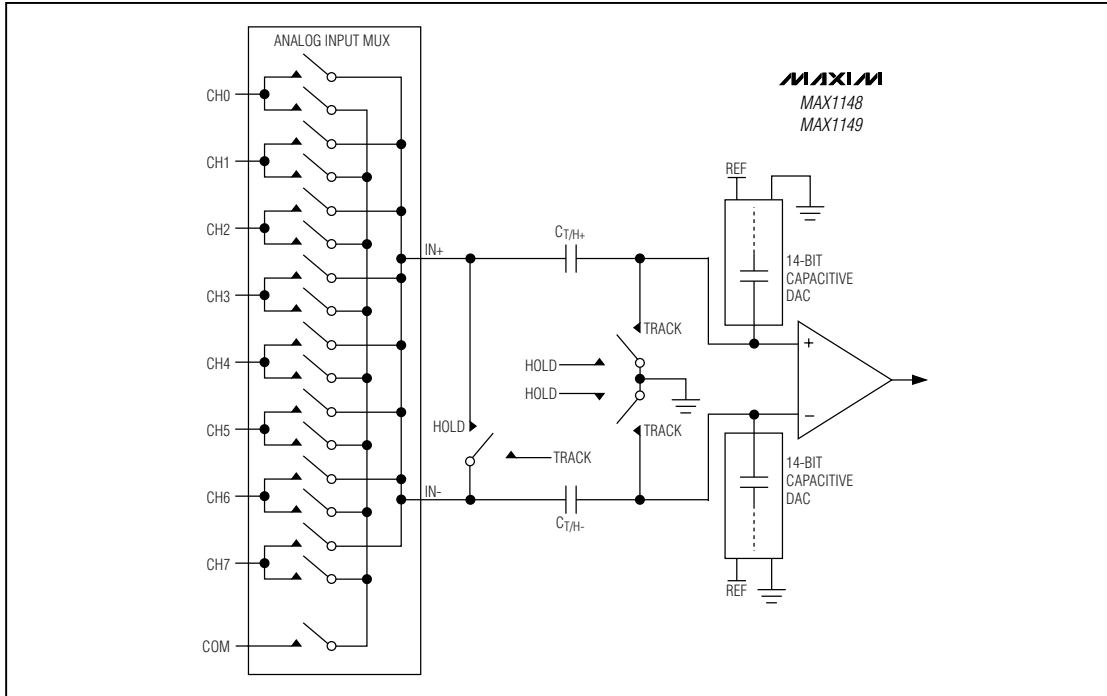 ANALOG INPUT MUX
CH0
CH1
CH2
CH3
CH4
CH5
CH6
CH7
COM
IN+
IN-
HOLD
TRACK
CT/H+
CT/H-
TRACK
HOLD
HOLD
TRACK
MAXIM
MAX1148
MAX1149
REF
14-BIT
CAPACITIVE
DAC
+
−
14-BIT
CAPACITIVE
DAC
REF